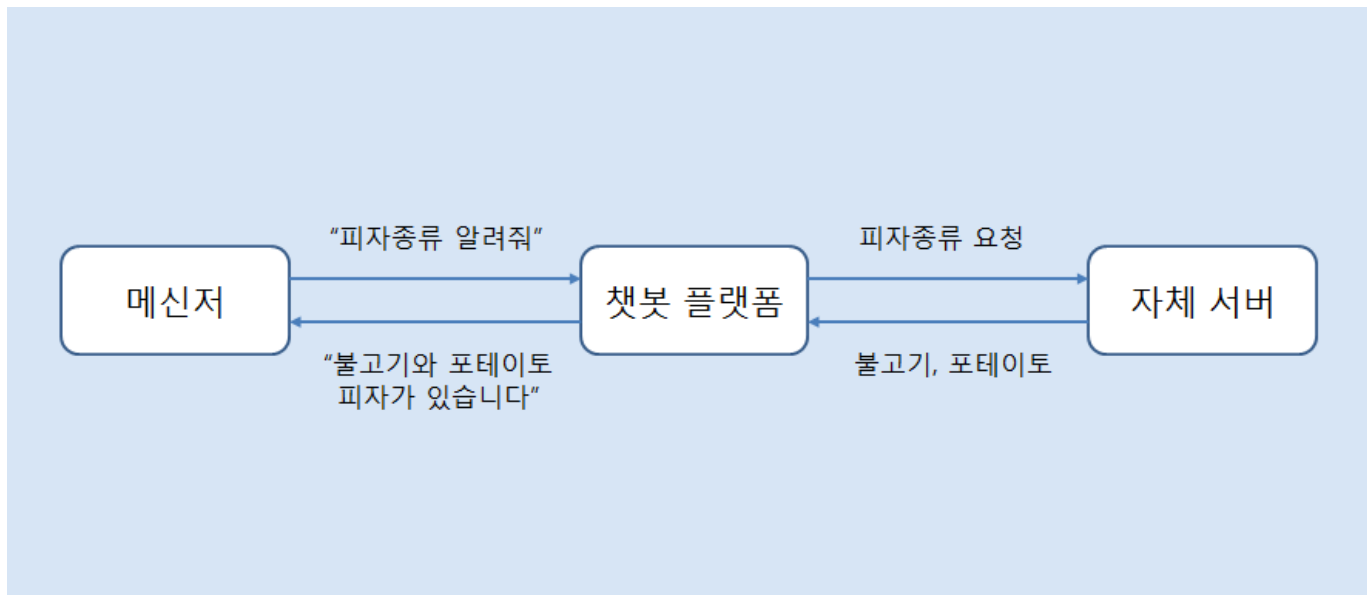 “피자종류 알려줘”
피자종류 요청
메신저
챗봇 플랫폼
자체 서버
“불고기와 포테이토
피자가 있습니다”
불고기, 포테이토